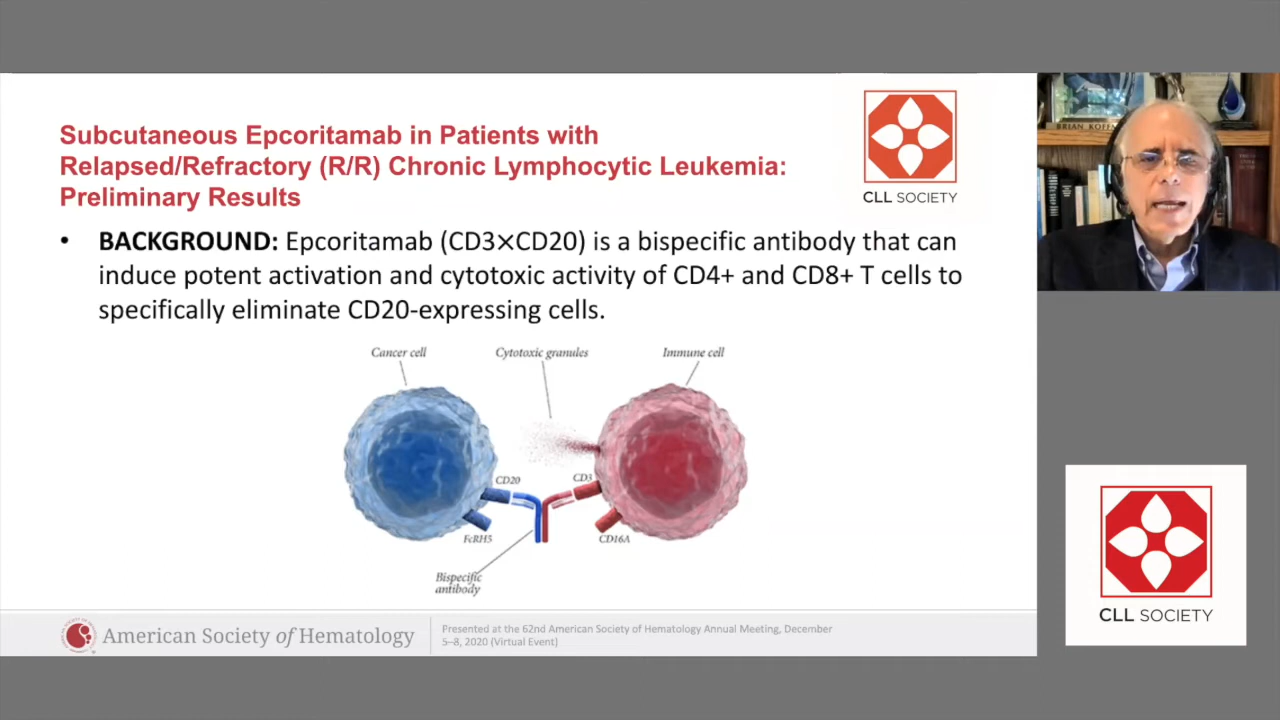 Subcutaneous Epcoritamab in Patients with
Relapsed/Refractory (R/R) Chronic Lymphocytic Leukemia:
Preliminary Results
CLL SOCIETY
• BACKGROUND: Epcoritamab (CD3×CD20) is a bispecific antibody that can
induce potent activation and cytotoxic activity of CD4+ and CD8+ T cells to
specifically eliminate CD20-expressing cells.
Cancer cell
Cytotoxic granules
Immune cell
CD20
CD3
FcRH5
CD16A
Bispecific
antibody
American Society of Hematology
Presented at the 62nd American Society of Hematology Annual Meeting, December
5–8, 2020 (Virtual Event)
BRIAN
CLL SOCIETY